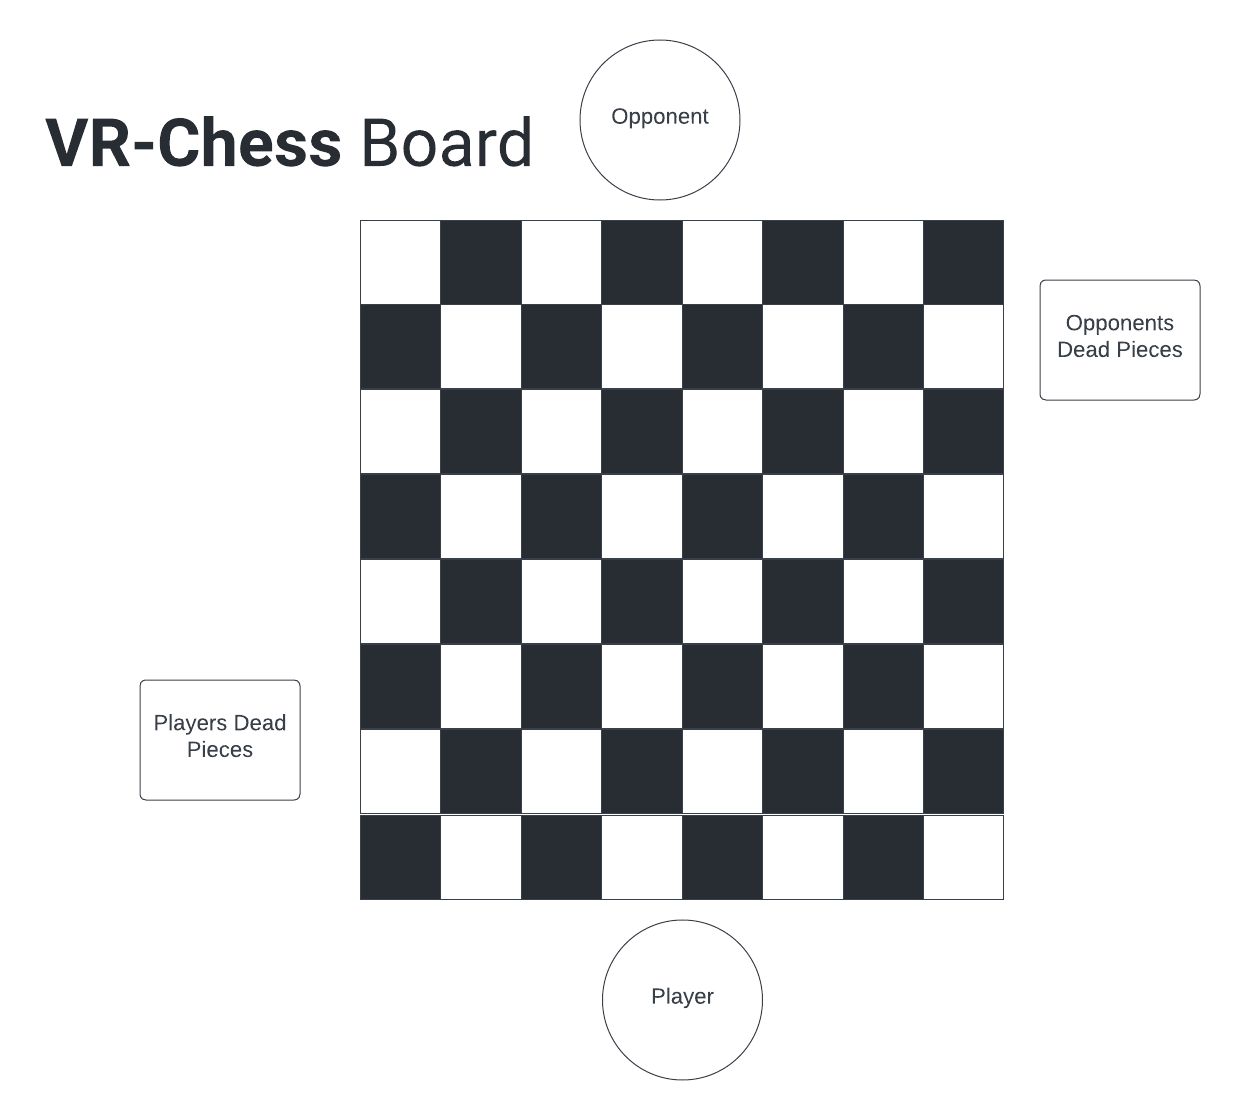 Opponent
VR-Chess Board
Opponents
Dead Pieces
Players Dead
Pieces
Player